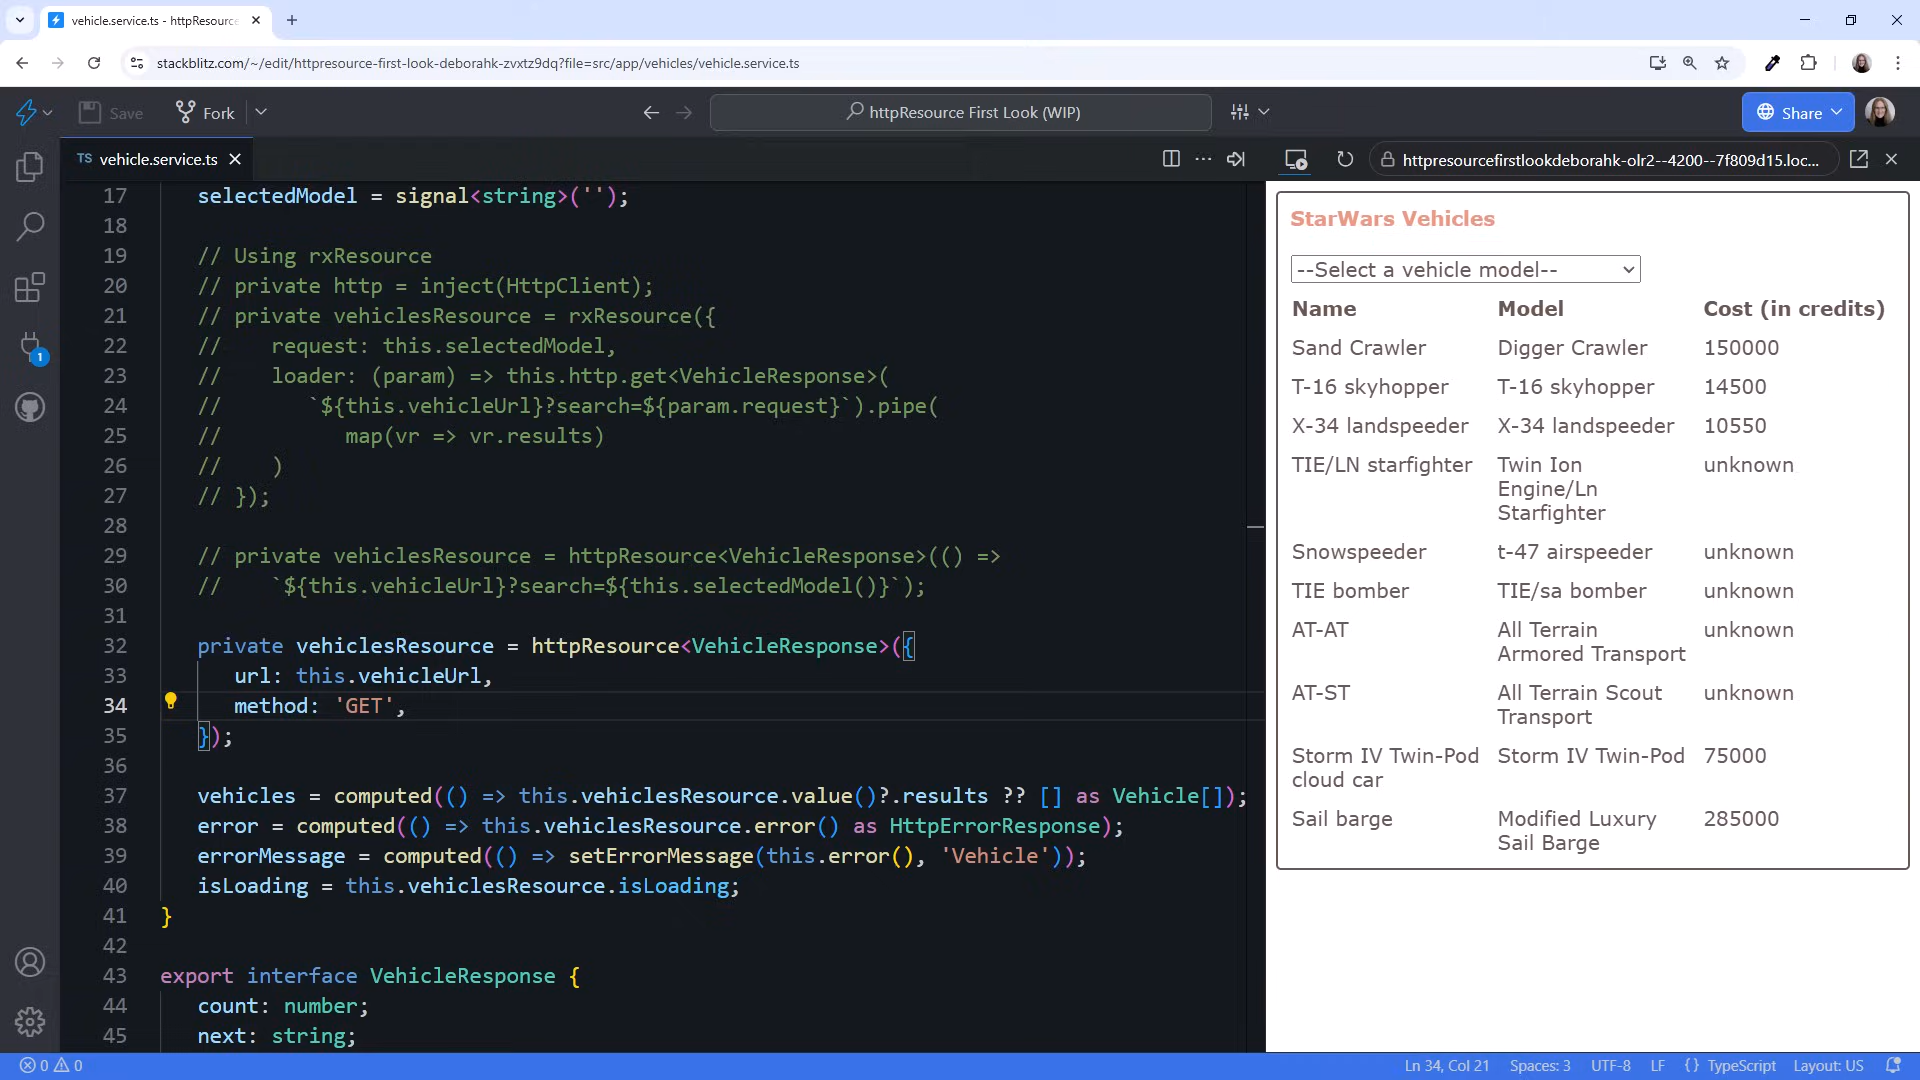 vehicle.service.ts - httpResource
stackblitz.com/~/edit/httpresource-first-look-deborahk-zvxtz9dq?file=src/app/vehicles/vehicle.service.ts
Save
Fork
httpResource First Look (WIP)
Share
TS vehicle.service.ts
httpresourcefirstlookdeborahk-olr2--4200--7f809d15.loc...
17 selectedModel = signal<string>('');
18
19 // Using rxResource
20 // private http = inject(HttpClient);
21 // private vehiclesResource = rxResource({
22 // request: this.selectedModel,
23 // loader: (param) => this.http.get<VehicleResponse>(
24 // `${this.vehicleUrl}?search=${param.request}`).pipe(
25 // map(vr => vr.results)
26 // )
27 // });
28
29 // private vehiclesResource = httpResource<VehicleResponse>(() =>
30 // `${this.vehicleUrl}?search=${this.selectedModel()}`);
31
32 private vehiclesResource = httpResource<VehicleResponse>({
33 url: this.vehicleUrl,
34 method: 'GET',
35 });
36
37 vehicles = computed(() => this.vehiclesResource.value()?.results ?? [] as Vehicle[]);
38 error = computed(() => this.vehiclesResource.error() as HttpErrorResponse);
39 errorMessage = computed(() => setErrorMessage(this.error(), 'Vehicle'));
40 isLoading = this.vehiclesResource.isLoading;
41 }
42
43 export interface VehicleResponse {
44 count: number;
45 next: string;
1
StarWars Vehicles
--Select a vehicle model--
Name Model Cost (in credits)
Sand Crawler Digger Crawler 150000
T-16 skyhopper T-16 skyhopper 14500
X-34 landspeeder X-34 landspeeder 10550
TIE/LN starfighter Twin Ion unknown
Engine/Ln
Starfighter
Snowspeeder t-47 airspeeder unknown
TIE bomber TIE/sa bomber unknown
AT-AT All Terrain unknown
Armored Transport
AT-ST All Terrain Scout unknown
Transport
Storm IV Twin-Pod Storm IV Twin-Pod 75000
cloud car
Sail barge Modified Luxury 285000
Sail Barge
0 0
Ln 34, Col 21 Spaces: 3 UTF-8 LF {} TypeScript Layout: US